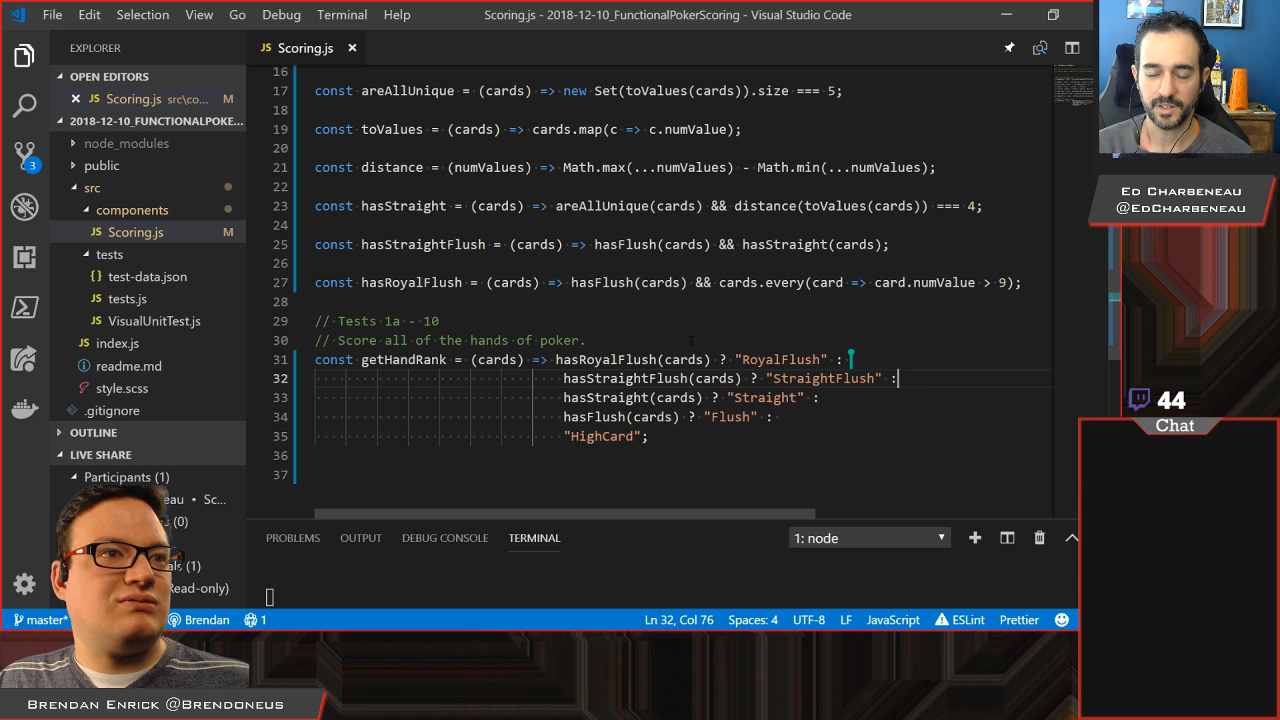 File Edit Selection View Go Debug Terminal Help
Scoring.js - 2018-12-10_FunctionalPokerScoring - Visual Studio Code
EXPLORER
OPEN EDITORS
JS Scoring.js src\co... M
2018-12-10_FUNCTIONALPOKE...
node_modules
public
src
components
JS Scoring.js M
tests
{} test-data.json
JS tests.js
JS VisualUnitTest.js
JS index.js
readme.md
style.scss
.gitignore
OUTLINE
LIVE SHARE
Participants (1)
eau • Sc...
(0)
als (1)
Read-only)
3
JS Scoring.js
16
17 const areAllUnique = (cards) => new Set(toValues(cards)).size === 5;
18
19 const toValues = (cards) => cards.map(c => c.numValue);
20
21 const distance = (numValues) => Math.max(...numValues) - Math.min(...numValues);
22
23 const hasStraight = (cards) => areAllUnique(cards) && distance(toValues(cards)) === 4;
24
25 const hasStraightFlush = (cards) => hasFlush(cards) && hasStraight(cards);
26
27 const hasRoyalFlush = (cards) => hasFlush(cards) && cards.every(card => card.numValue > 9);
28
29 // Tests 1a - 10
30 // Score all of the hands of poker.
31 const getHandRank = (cards) => hasRoyalFlush(cards) ? "RoyalFlush" :
32 hasStraightFlush(cards) ? "StraightFlush" :
33 hasStraight(cards) ? "Straight" :
34 hasFlush(cards) ? "Flush" :
35 "HighCard";
36
37
PROBLEMS OUTPUT DEBUG CONSOLE TERMINAL
1: node
master* Brendan 1
Ln 32, Col 76 Spaces: 4 UTF-8 LF JavaScript ESLint Prettier
ED CHARBENEAU
@EDCHARBENEAU
44
Chat
BRENDAN ENRICK @BRENDONEUS